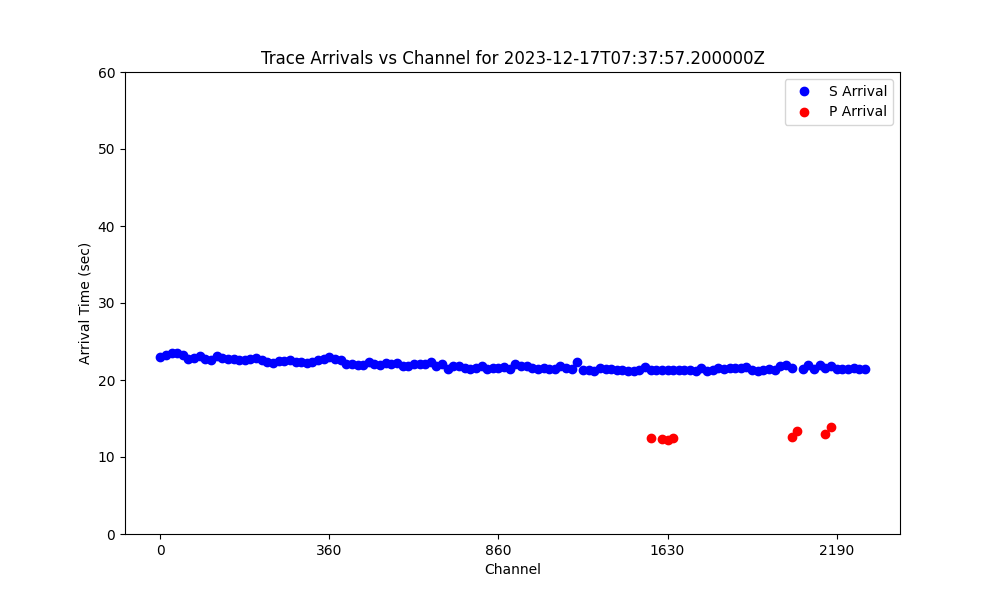 Trace Arrivals vs Channel for 2023-12-17T07:37:57.200000Z
S Arrival
P Arrival
60
50
40
30
20
10
0
Arrival Time (sec)
0 360 860 1630 2190
Channel